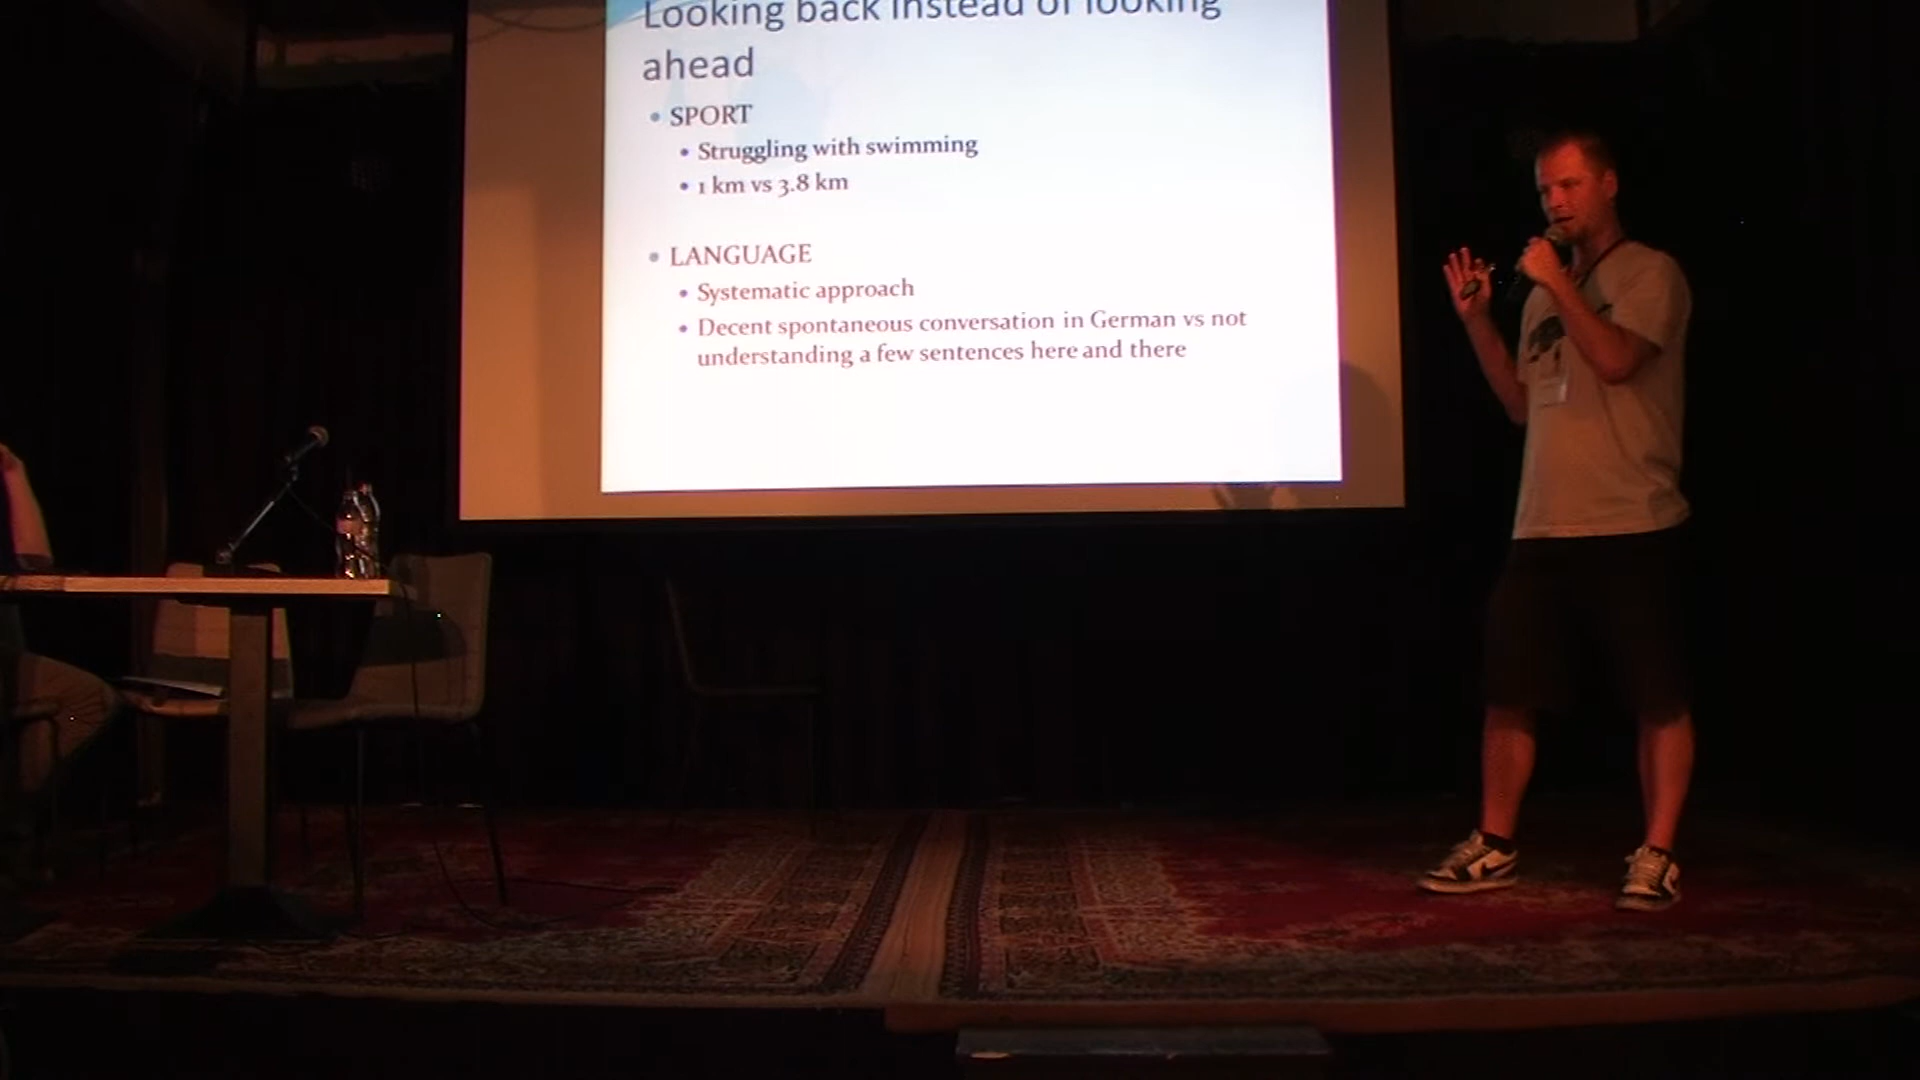 Looking back instead of looking
ahead
• SPORT
• Struggling with swimming
• 1 km vs 3.8 km
• LANGUAGE
• Systematic approach
• Decent spontaneous conversation in German vs not
understanding a few sentences here and there